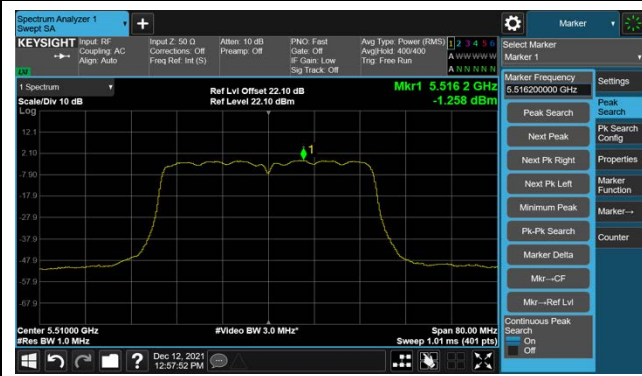 Spectrum Analyzer 1
Swept SA
Marker
KEYSIGHT
Input: RF
Coupling: AC
Align: Auto
Input Z: 50 Ω
Corrections: Off
Freq Ref: Int (S)
Atten: 10 dB
Preamp: Off
PNO: Fast
Gate: Off
IF Gain: Low
Sig Track: Off
Avg Type: Power (RMS)
Avg|Hold: 400/400
Trig: Free Run
1 2 3 4 5 6
A W W W W W
A N N N N N
Select Marker
Marker 1
1 Spectrum
Scale/Div 10 dB
Log
Ref Lvl Offset 22.10 dB
Ref Level 22.10 dBm
Mkr1 5.516 2 GHz
-1.258 dBm
12.1
2.10
-7.90
-17.9
-27.9
-37.9
-47.9
-57.9
-67.9
1
Center 5.51000 GHz
#Res BW 1.0 MHz
#Video BW 3.0 MHz*
Span 80.00 MHz
Sweep 1.01 ms (401 pts)
Marker Frequency
5.516200000 GHz
Peak Search
Next Peak
Next Pk Right
Next Pk Left
Minimum Peak
Pk-Pk Search
Marker Delta
Mkr→CF
Mkr→Ref Lvl
Continuous Peak
Search
On
Off
Settings
Peak
Search
Pk Search
Config
Properties
Marker
Function
Marker→
Counter
Dec 12, 2021
12:57:52 PM